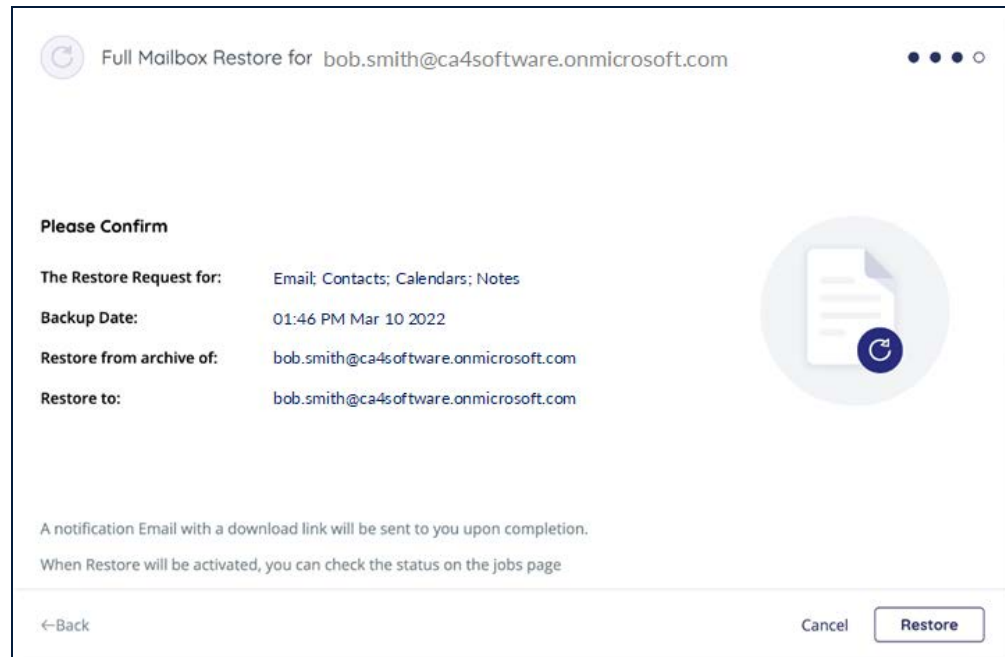 Full Mailbox Restore for bob.smith@ca4software.onmicrosoft.com
Please Confirm
The Restore Request for: Email; Contacts; Calendars; Notes
Backup Date: 01:46 PM Mar 10 2022
Restore from archive of: bob.smith@ca4software.onmicrosoft.com
Restore to: bob.smith@ca4software.onmicrosoft.com
A notification Email with a download link will be sent to you upon completion.
When Restore will be activated, you can check the status on the jobs page
←Back Cancel Restore